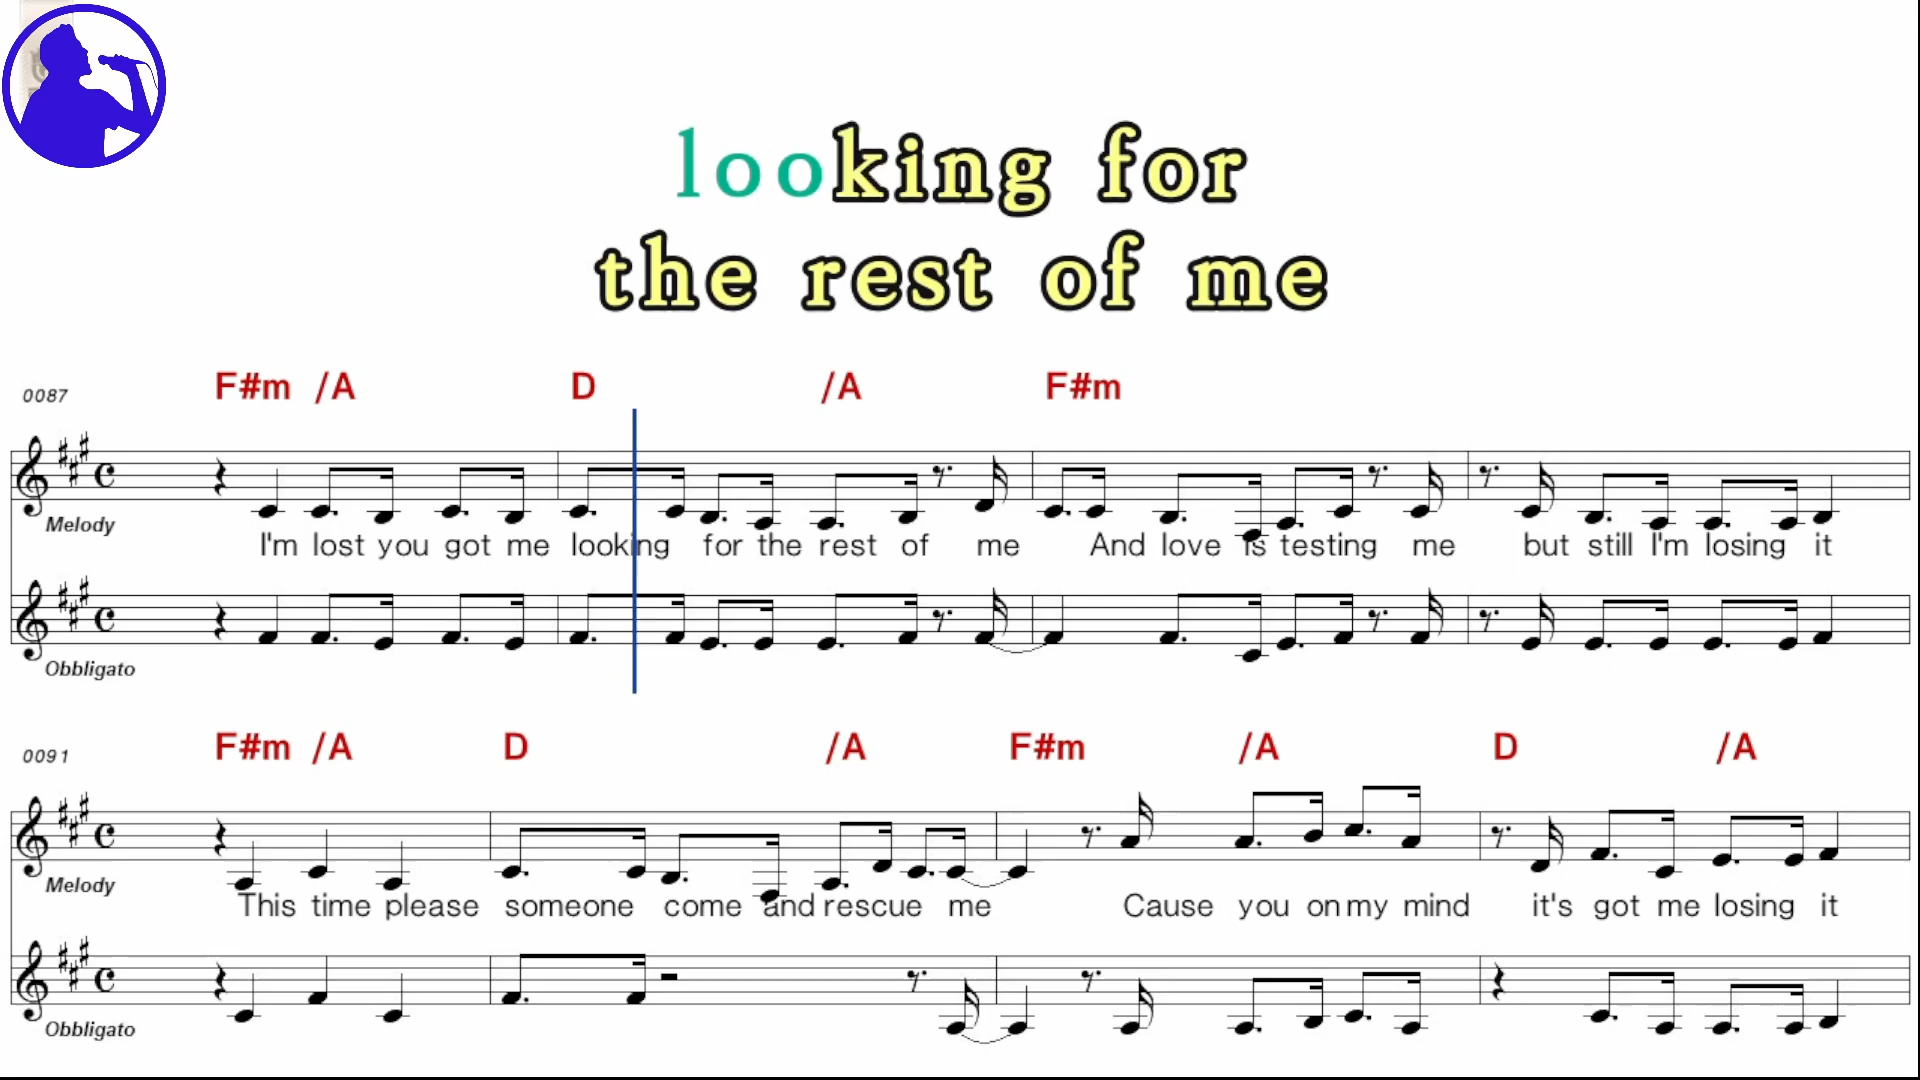 looking for
the rest of me
F#m /A D /A F#m
0087
Melody
I'm lost you got me looking for the rest of me And love is testing me but still I'm losing it
Obbligato
F#m /A D /A F#m /A D /A
0091
Melody
This time please someone come and rescue me Cause you on my mind it's got me losing it
Obbligato